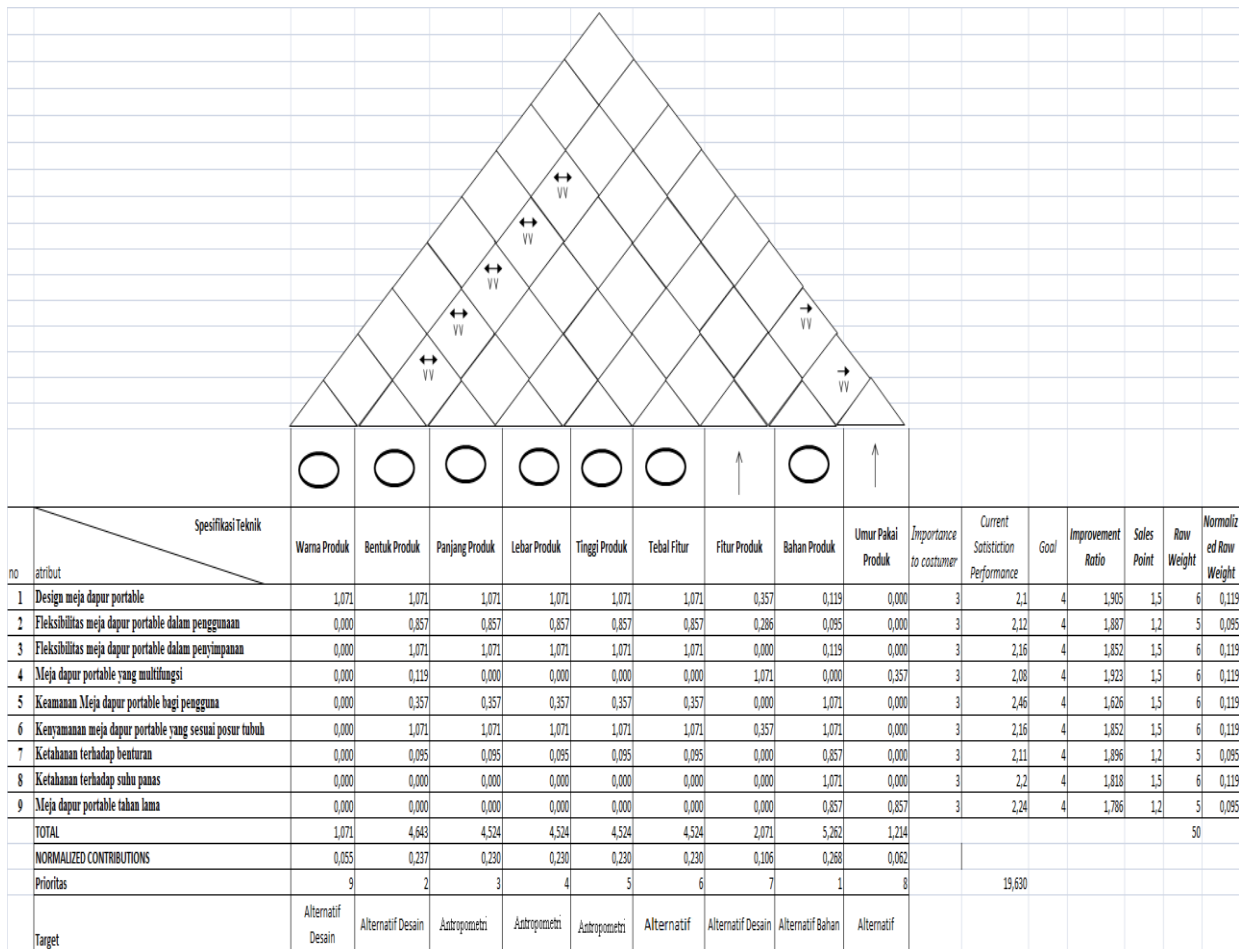 ↔
VV
↔
VV
↔
VV
→
VV
↔
VV
↔
VV
→
VV
no atribut Spesifikasi Teknik Warna Produk Bentuk Produk Panjang Produk Lebar Produk Tinggi Produk Tebal Fitur Fitur Produk Bahan Produk Umur Pakai Produk Importance to costumer Current Satistiction Performance Goal Improvement Ratio Sales Point Raw Weight Normalized Raw Weight
1 Design meja dapur portable 1,071 1,071 1,071 1,071 1,071 1,071 0,357 0,119 0,000 3 2,1 4 1,905 1,5 6 0,119
2 Fleksibilitas meja dapur portable dalam penggunaan 0,000 0,857 0,857 0,857 0,857 0,857 0,286 0,095 0,000 3 2,12 4 1,887 1,2 5 0,095
3 Fleksibilitas meja dapur portable dalam penyimpanan 0,000 1,071 1,071 1,071 1,071 1,071 0,000 0,119 0,000 3 2,16 4 1,852 1,5 6 0,119
4 Meja dapur portable yang multifungsi 0,000 0,119 0,000 0,000 0,000 0,000 1,071 0,000 0,357 3 2,08 4 1,923 1,5 6 0,119
5 Keamanan Meja dapur portable bagi pengguna 0,000 0,357 0,357 0,357 0,357 0,357 0,000 1,071 0,000 3 2,46 4 1,626 1,5 6 0,119
6 Kenyamanan meja dapur portable yang sesuai posur tubuh 0,000 1,071 1,071 1,071 1,071 1,071 0,357 1,071 0,000 3 2,16 4 1,852 1,5 6 0,119
7 Ketahanan terhadap benturan 0,000 0,095 0,095 0,095 0,095 0,095 0,000 0,857 0,000 3 2,11 4 1,896 1,2 5 0,095
8 Ketahanan terhadap suhu panas 0,000 0,000 0,000 0,000 0,000 0,000 0,000 1,071 0,000 3 2,2 4 1,818 1,5 6 0,119
9 Meja dapur portable tahan lama 0,000 0,000 0,000 0,000 0,000 0,000 0,000 0,857 0,857 3 2,24 4 1,786 1,2 5 0,095
TOTAL 1,071 4,643 4,524 4,524 4,524 4,524 2,071 5,262 1,214 50
NORMALIZED CONTRIBUTIONS 0,055 0,237 0,230 0,230 0,230 0,230 0,106 0,268 0,062
Prioritas 9 2 3 4 5 6 7 1 8 19,630
Target Alternatif Desain Alternatif Desain Antropometri Antropometri Antropometri Alternatif Alternatif Desain Alternatif Bahan Alternatif